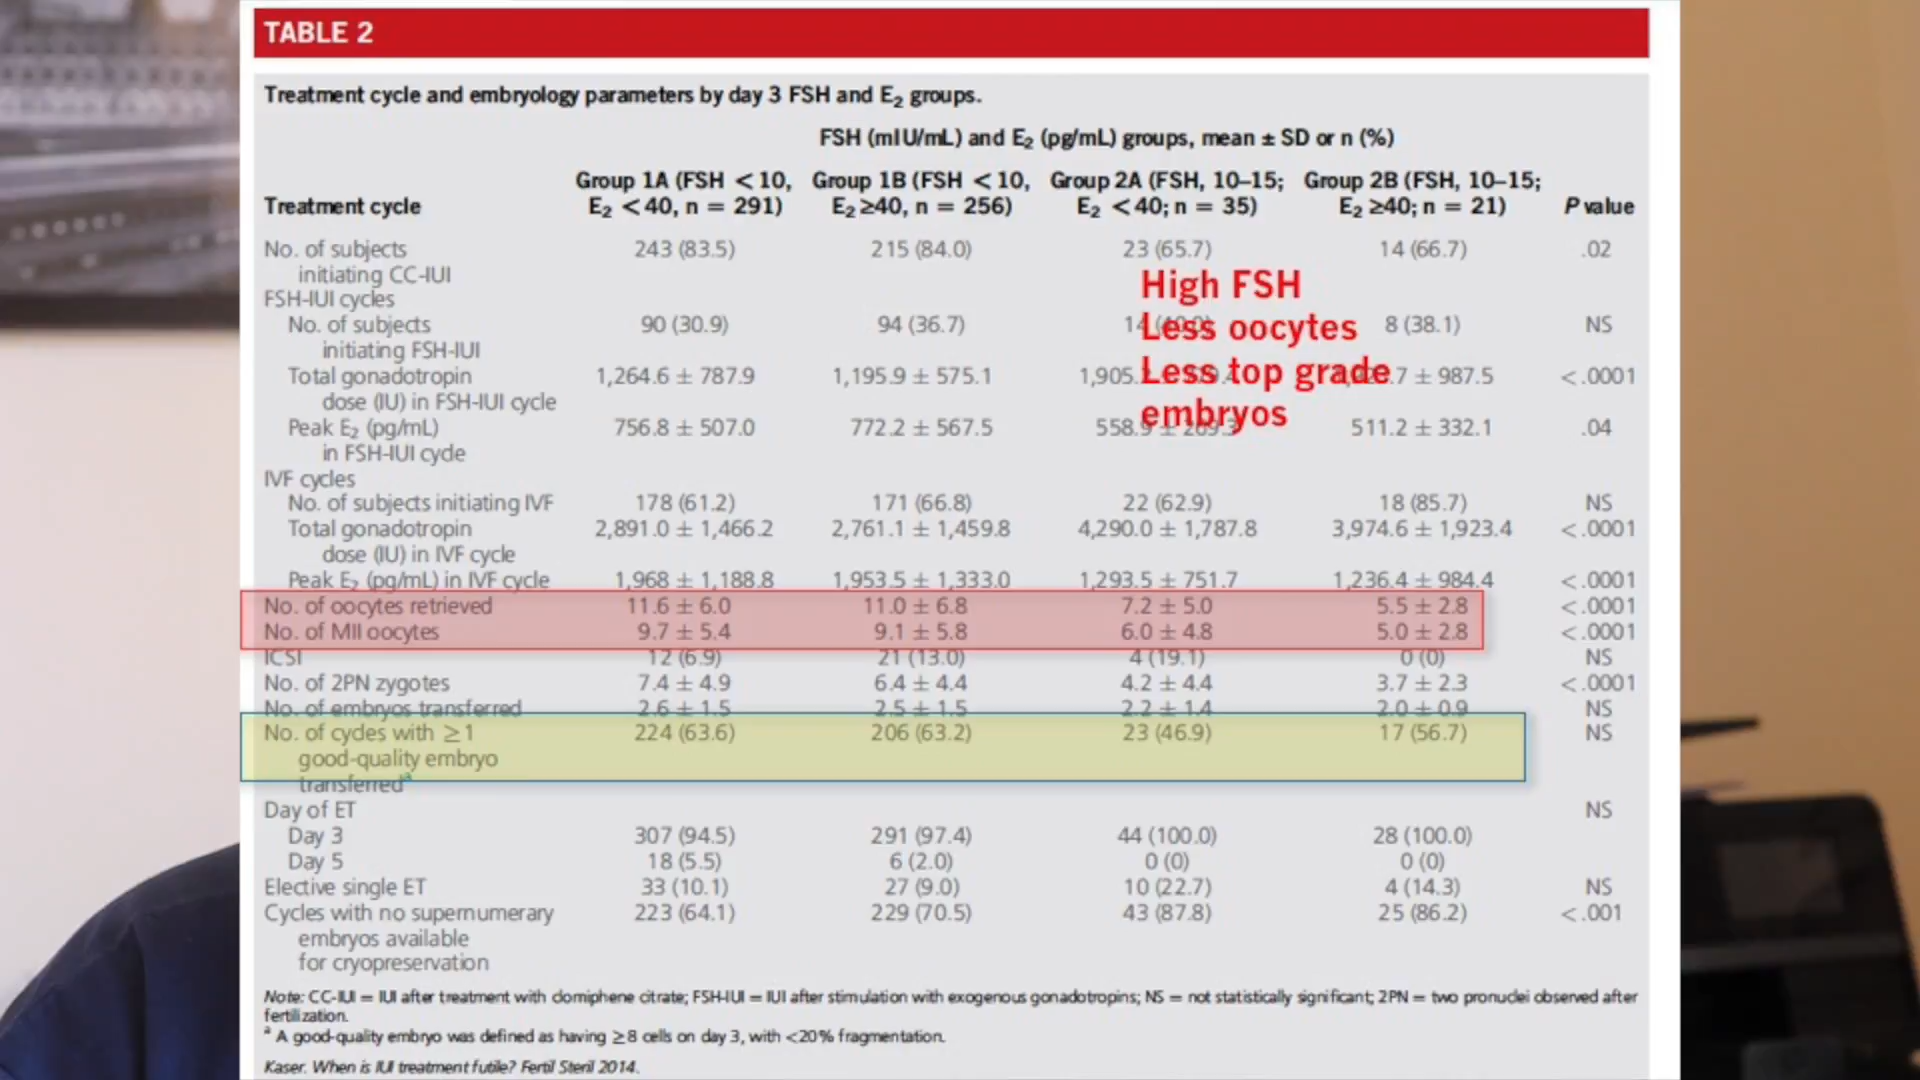 TABLE 2
Treatment cycle and embryology parameters by day 3 FSH and E₂ groups.
FSH (mIU/mL) and E₂ (pg/mL) groups, mean ± SD or n (%)
Treatment cycle Group 1A (FSH <10, E₂ <40, n = 291) Group 1B (FSH <10, E₂ ≥40, n = 256) Group 2A (FSH, 10–15; E₂ <40; n = 35) Group 2B (FSH, 10–15; E₂ ≥40; n = 21) P value
No. of subjects 243 (83.5) 215 (84.0) 23 (65.7) 14 (66.7) .02
initiating CC-IUI
High FSH
Less oocytes
Less top grade
embryos
FSH-IUI cycles
No. of subjects 90 (30.9) 94 (36.7) 8 (38.1) NS
initiating FSH-IUI
Total gonadotropin 1,264.6 ± 787.9 1,195.9 ± 575.1 ± 987.5 <.0001
dose (IU) in FSH-IUI cycle
Peak E₂ (pg/mL) 756.8 ± 507.0 772.2 ± 567.5 511.2 ± 332.1 .04
in FSH-IUI cycle
IVF cycles
No. of subjects initiating IVF 178 (61.2) 171 (66.8) 22 (62.9) 18 (85.7) NS
Total gonadotropin 2,891.0 ± 1,466.2 2,761.1 ± 1,459.8 4,290.0 ± 1,787.8 3,974.6 ± 1,923.4 <.0001
dose (IU) in IVF cycle
Peak E₂ (pg/mL) in IVF cycle 1,968 ± 1,188.8 1,953.5 ± 1,333.0 1,293.5 ± 751.7 1,236.4 ± 984.4 <.0001
No. of oocytes retrieved 11.6 ± 6.0 11.0 ± 6.8 7.2 ± 5.0 5.5 ± 2.8 <.0001
No. of MII oocytes 9.7 ± 5.4 9.1 ± 5.8 6.0 ± 4.8 5.0 ± 2.8 <.0001
ICSI 12 (6.9) 21 (13.0) 4 (19.1) 0 (0) NS
No. of 2PN zygotes 7.4 ± 4.9 6.4 ± 4.4 4.2 ± 4.4 3.7 ± 2.3 <.0001
No. of embryos transferred 2.6 ± 1.5 2.5 ± 1.5 2.2 ± 1.4 2.0 ± 0.9 NS
No. of cycles with ≥1 224 (63.6) 206 (63.2) 23 (46.9) 17 (56.7) NS
good-quality embryo
transferredᵃ
Day of ET NS
Day 3 307 (94.5) 291 (97.4) 44 (100.0) 28 (100.0)
Day 5 18 (5.5) 6 (2.0) 0 (0) 0 (0)
Elective single ET 33 (10.1) 27 (9.0) 10 (22.7) 4 (14.3) NS
Cycles with no supernumerary 223 (64.1) 229 (70.5) 43 (87.8) 25 (86.2) <.001
embryos available
for cryopreservation
Note: CC-IUI = IUI after treatment with clomiphene citrate; FSH-IUI = IUI after stimulation with exogenous gonadotropins; NS = not statistically significant; 2PN = two pronuclei observed after
fertilization.
ᵃ A good-quality embryo was defined as having ≥8 cells on day 3, with <20% fragmentation.
Kaser. When is IUI treatment futile? Fertil Steril 2014.